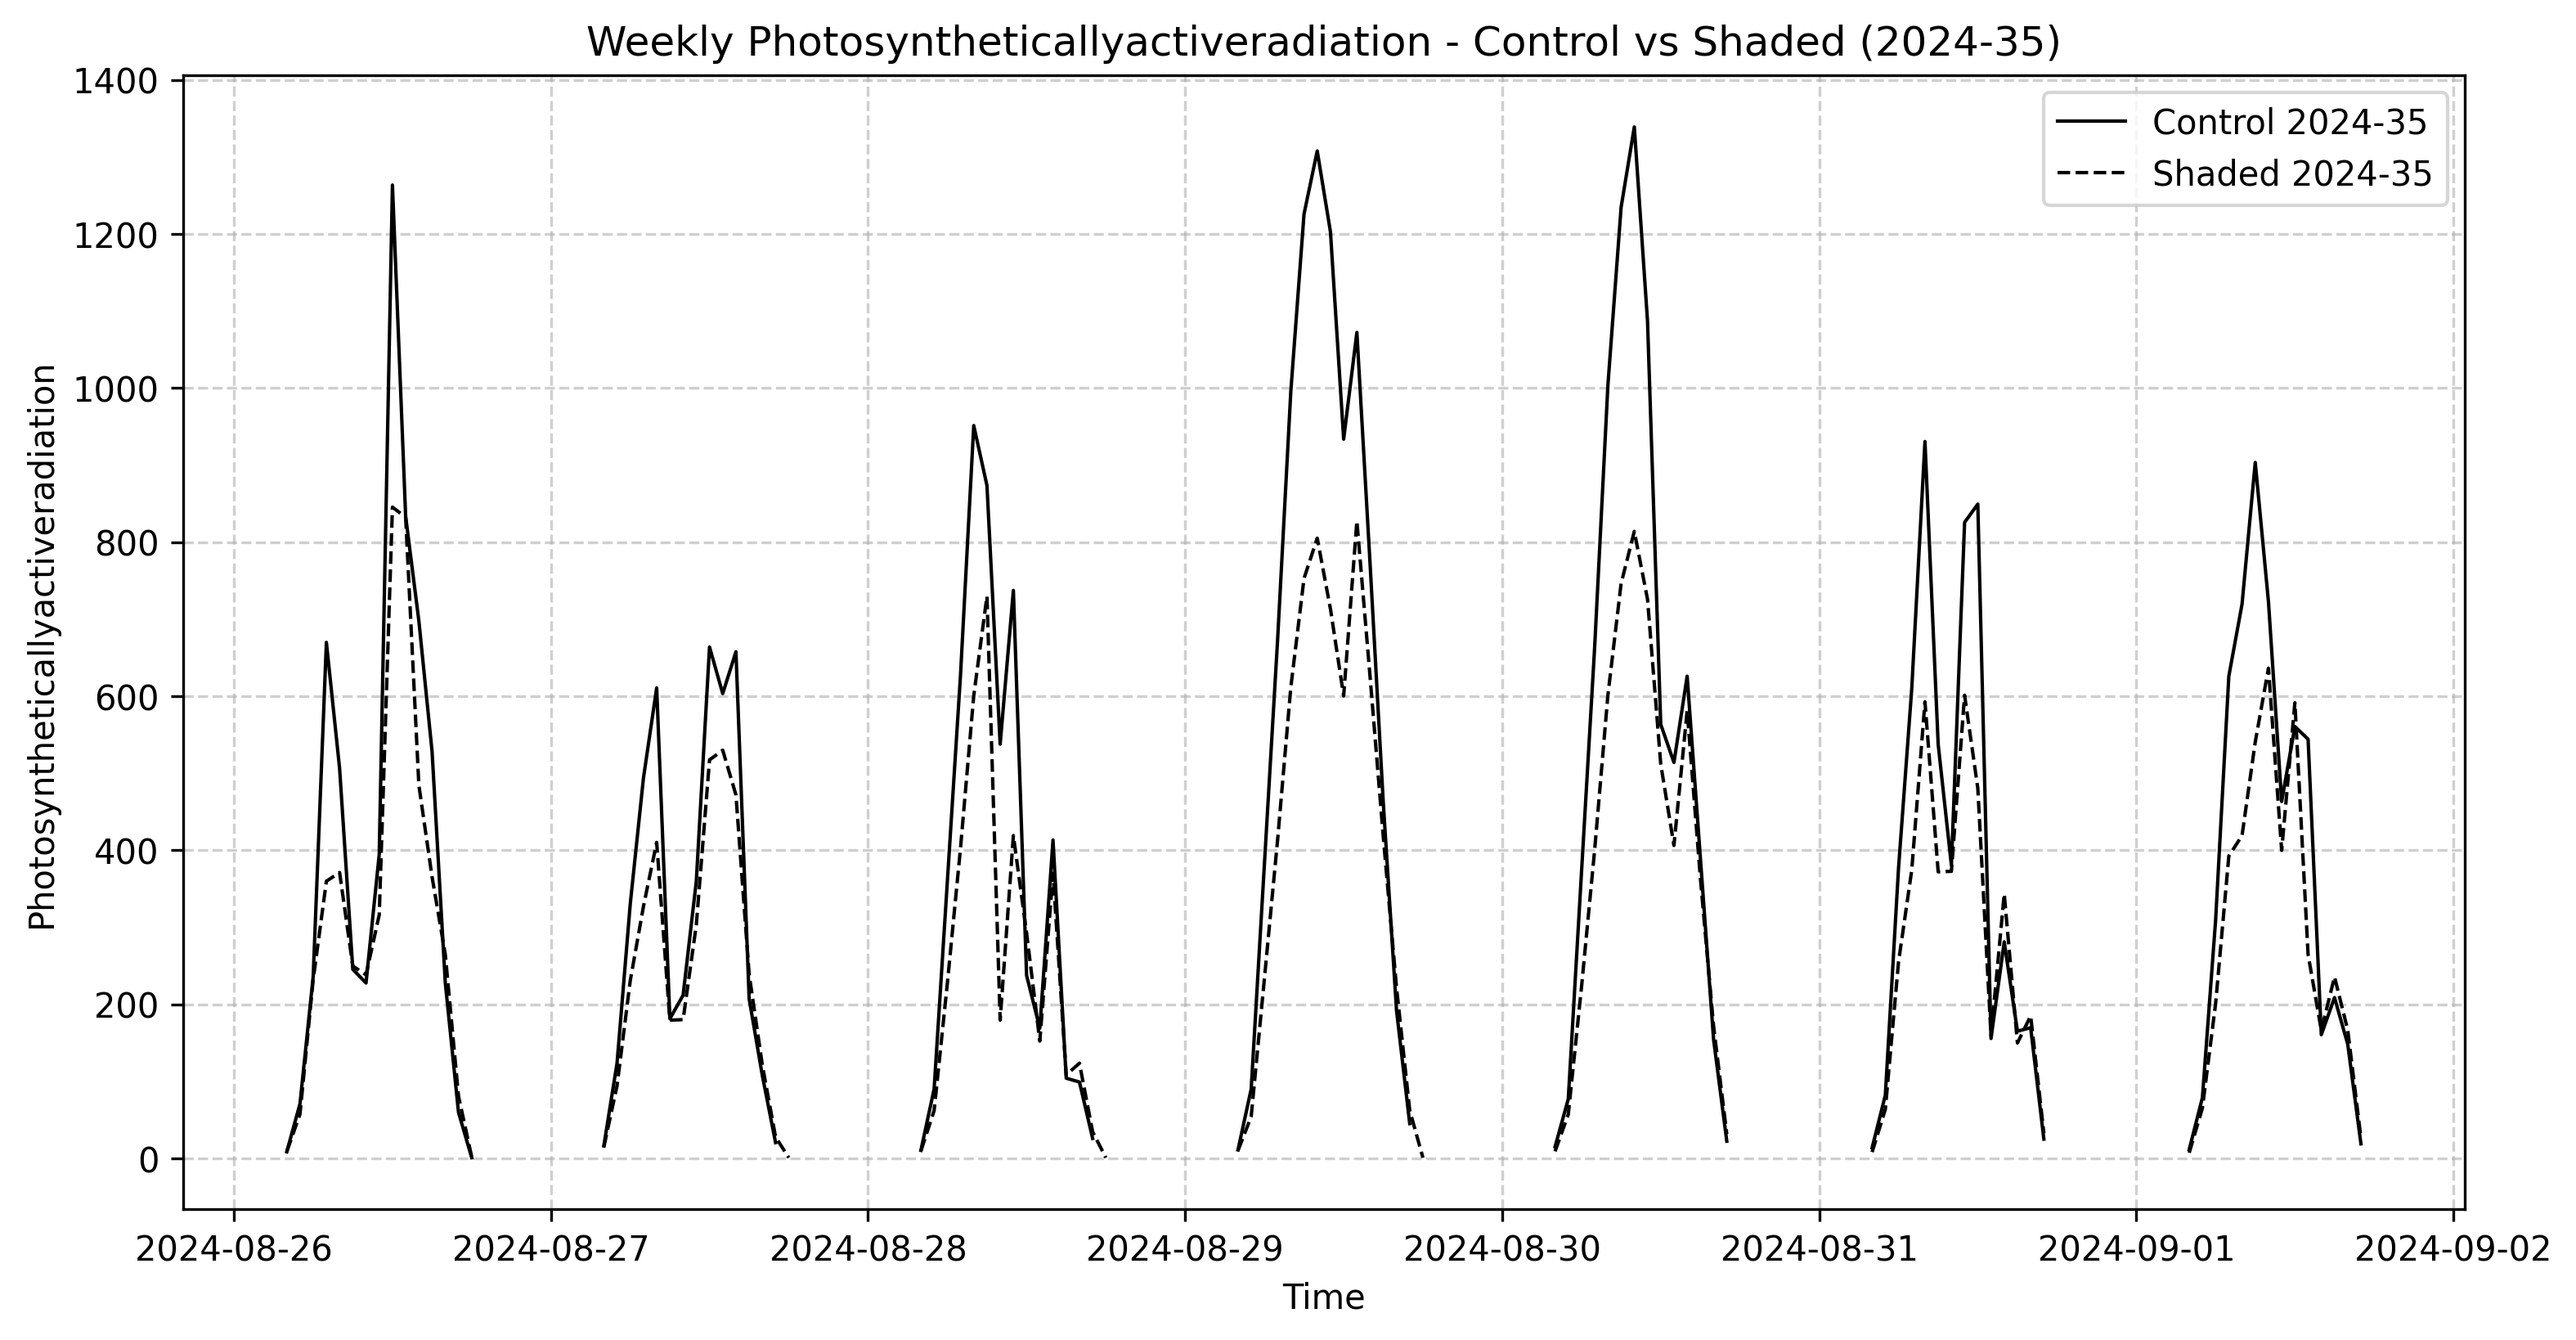 Weekly Photosyntheticallyactiveradiation - Control vs Shaded (2024-35)
Control 2024-35
Shaded 2024-35
Photosyntheticallyactiveradiation
1400
1200
1000
800
600
400
200
0
2024-08-26 2024-08-27 2024-08-28 2024-08-29 2024-08-30 2024-08-31 2024-09-01 2024-09-02
Time